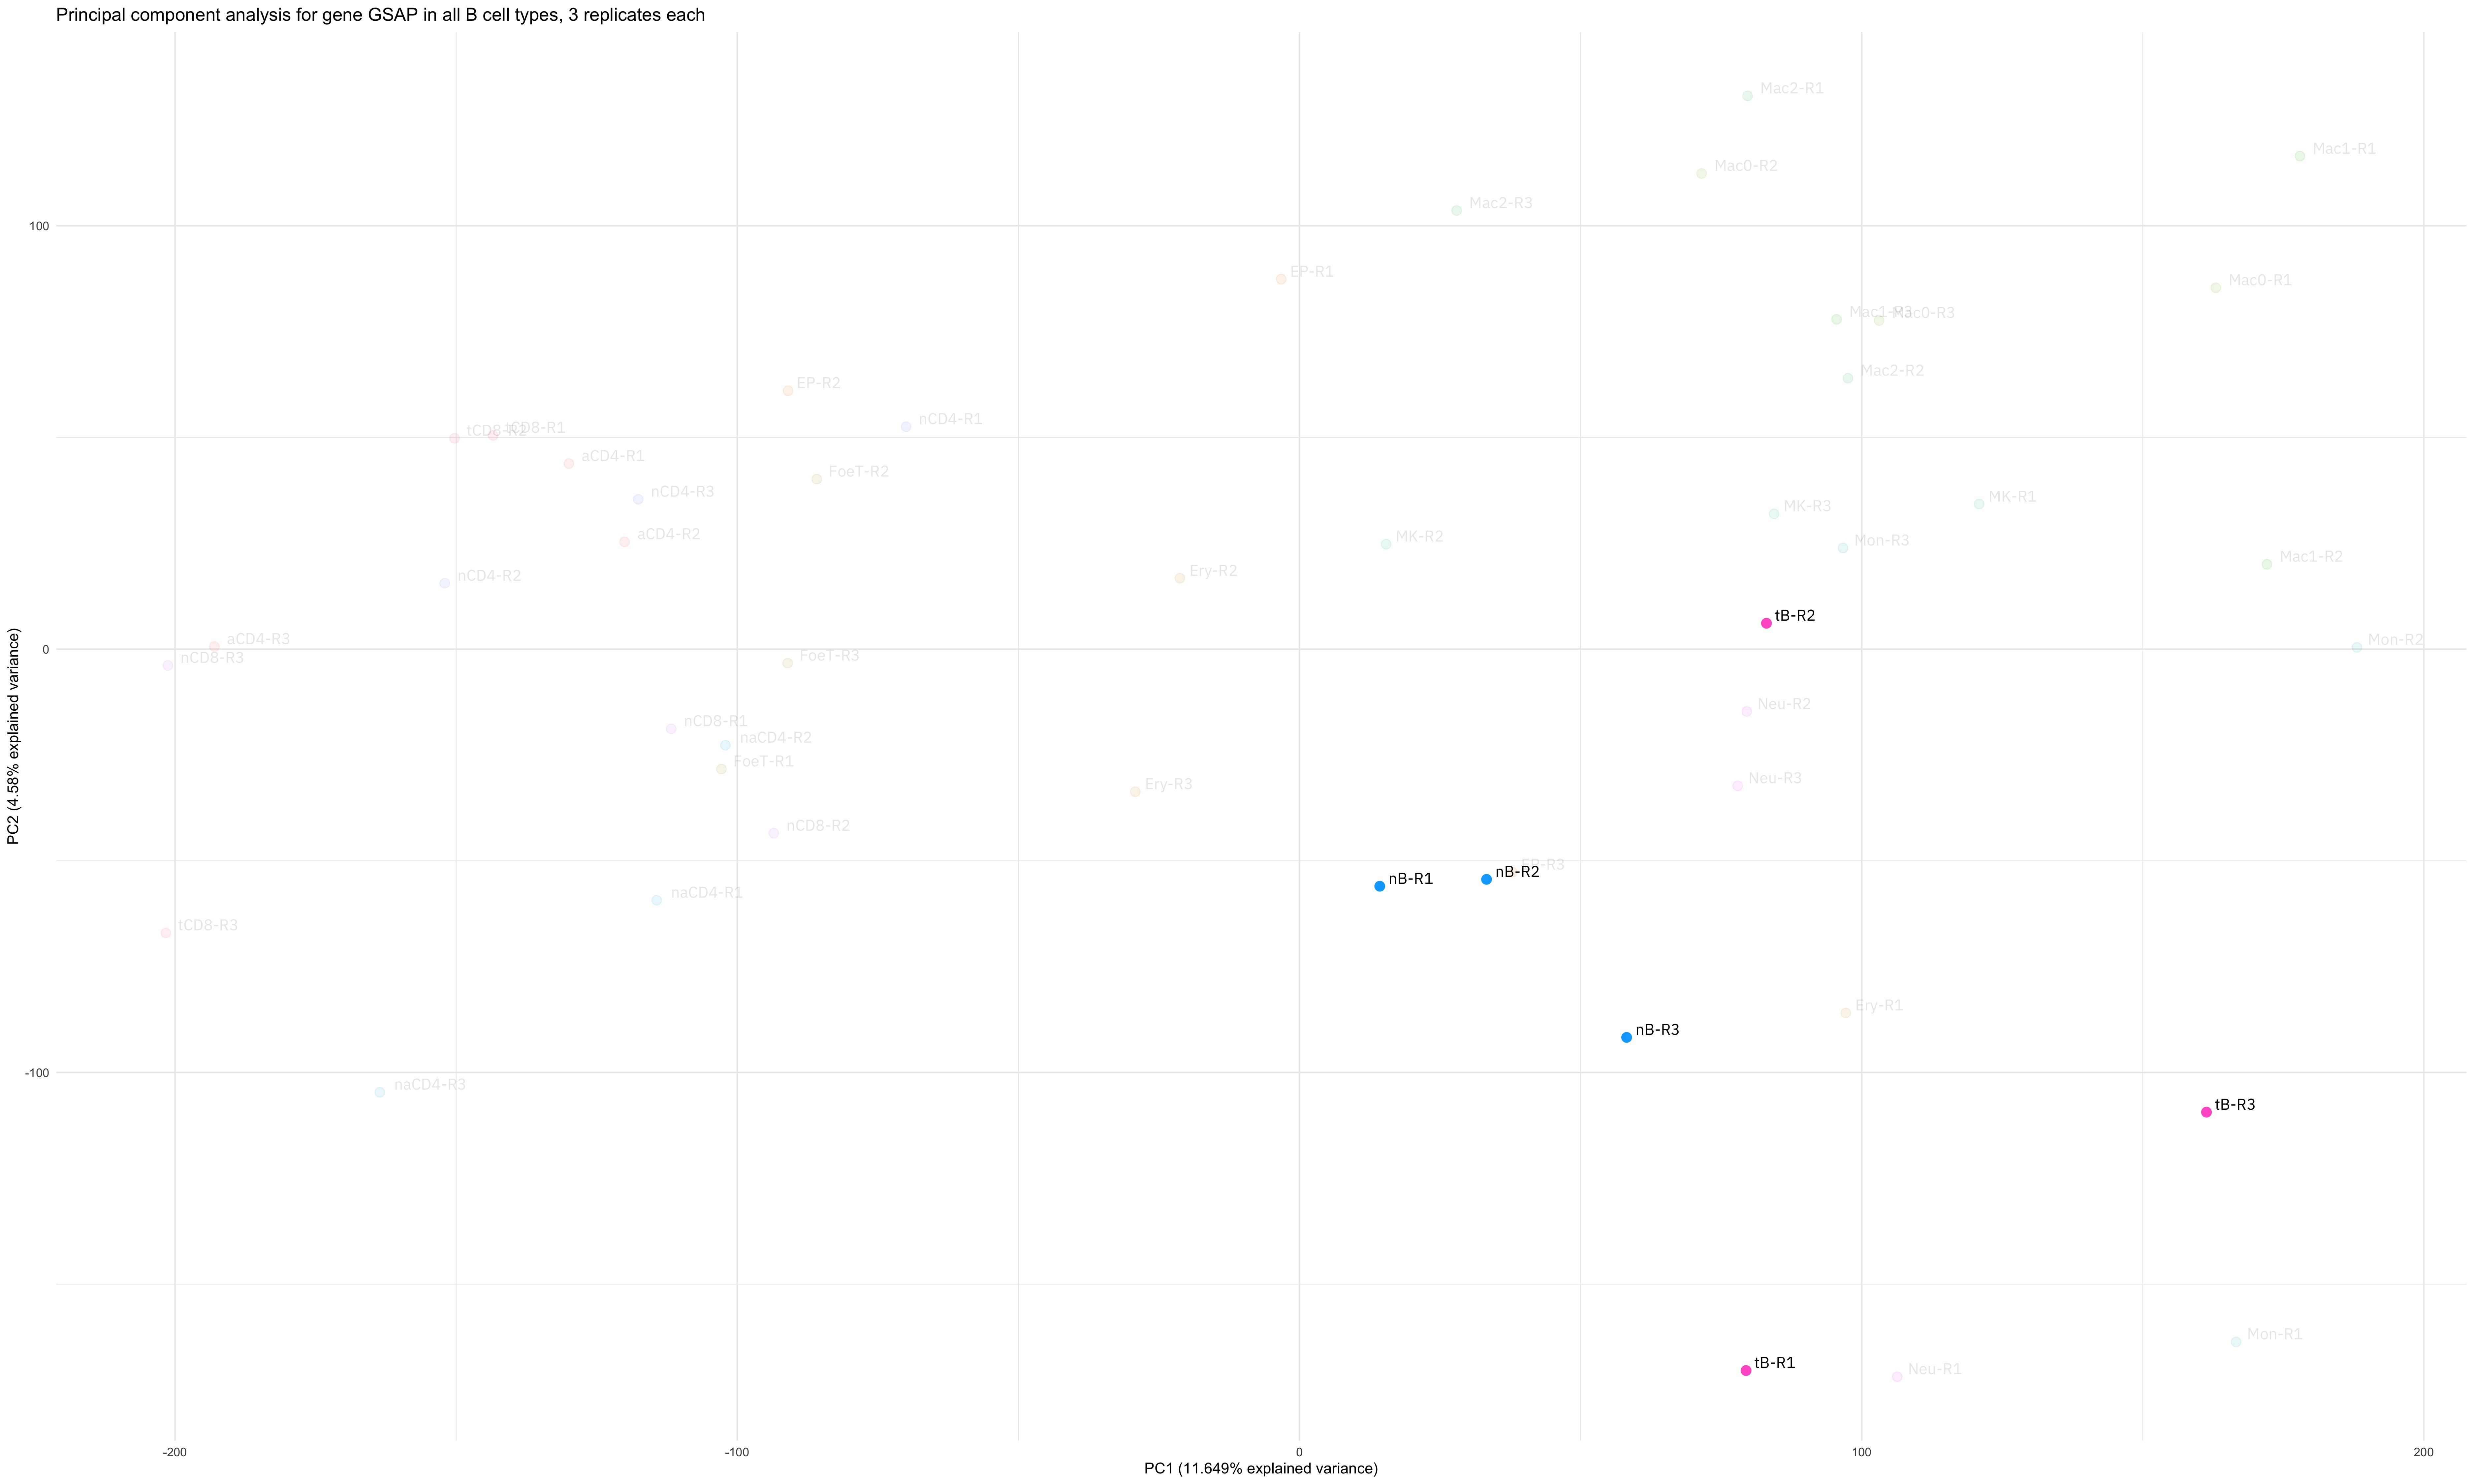 Principal component analysis for gene GSAP in all B cell types, 3 replicates each
Mac2-R1
Mac1-R1
Mac0-R2
Mac2-R3
100
EP-R1
Mac0-R1
Mac1-R3
Mac0-R3
Mac2-R2
EP-R2
nCD4-R1
tCD8-R2
tCD8-R1
aCD4-R1
FoeT-R2
nCD4-R3
MK-R1
MK-R3
aCD4-R2
MK-R2
Mon-R3
Mac1-R2
Ery-R2
nCD4-R2
tB-R2
aCD4-R3
Mon-R2
0
nCD8-R3
FoeT-R3
Neu-R2
nCD8-R1
naCD4-R2
FoeT-R1
Neu-R3
Ery-R3
nCD8-R2
EP-R3
nB-R2
nB-R1
naCD4-R1
tCD8-R3
PC2 (4.58% explained variance)
Ery-R1
nB-R3
-100
naCD4-R3
tB-R3
Mon-R1
tB-R1
Neu-R1
-200
-100
0
100
200
PC1 (11.649% explained variance)